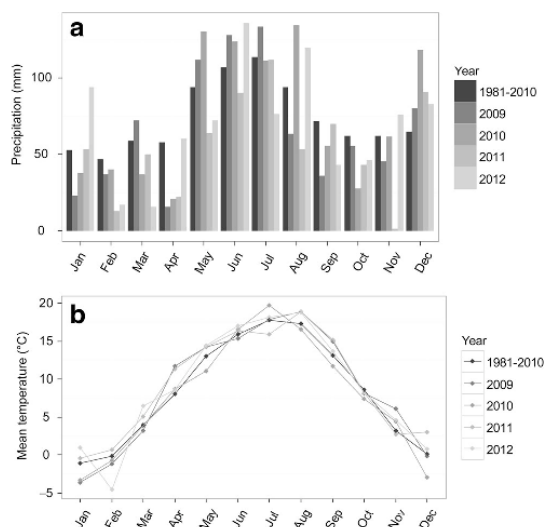 a
Precipitation (mm)
100
50
0
Jan
Feb
Mar
Apr
May
Jun
Jul
Aug
Sep
Oct
Nov
Dec
Year
1981-2010
2009
2010
2011
2012
b
Mean temperature (°C)
20
15
10
5
0
−5
Jan
Feb
Mar
Apr
May
Jun
Jul
Aug
Sep
Oct
Nov
Dec
Year
1981-2010
2009
2010
2011
2012